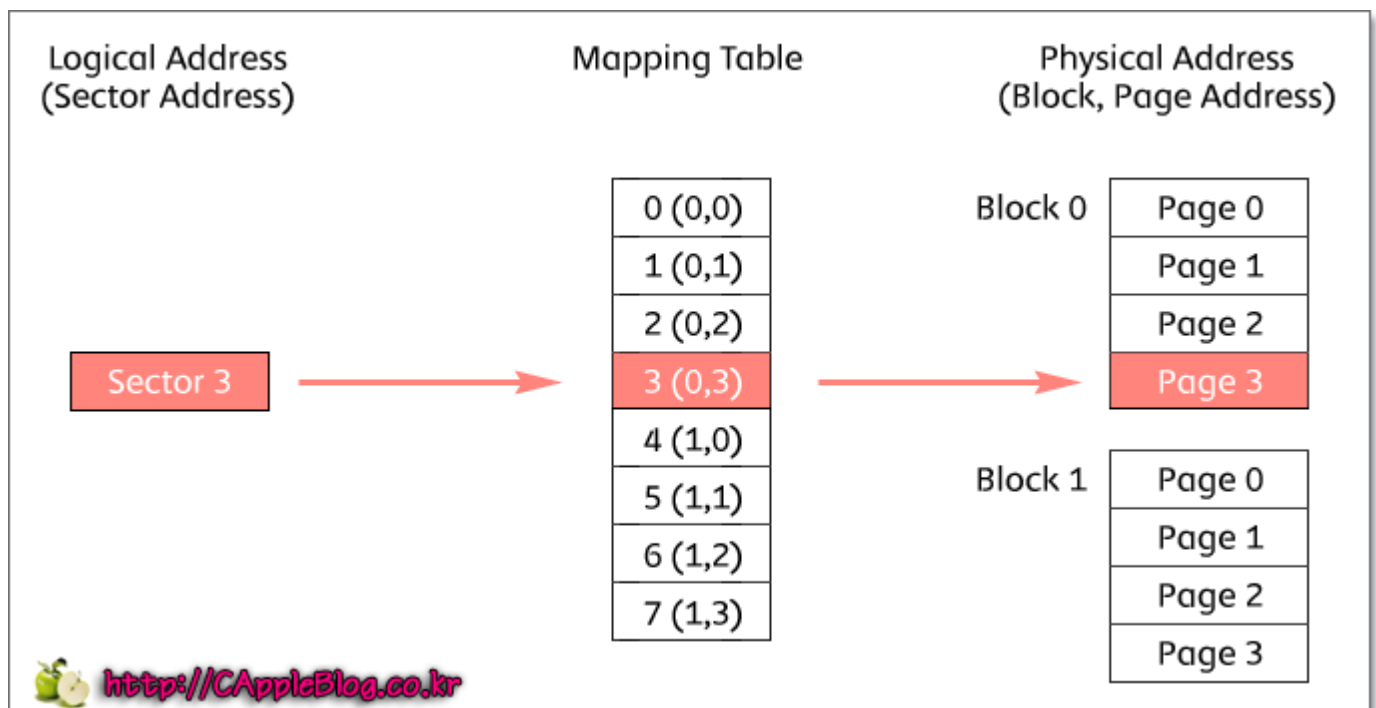 Logical Address
(Sector Address)
Mapping Table
Physical Address
(Block, Page Address)
Sector 3
0 (0,0)
1 (0,1)
2 (0,2)
3 (0,3)
4 (1,0)
5 (1,1)
6 (1,2)
7 (1,3)
Block 0
Page 0
Page 1
Page 2
Page 3
Block 1
Page 0
Page 1
Page 2
Page 3
http://CAppleBlog.co.kr